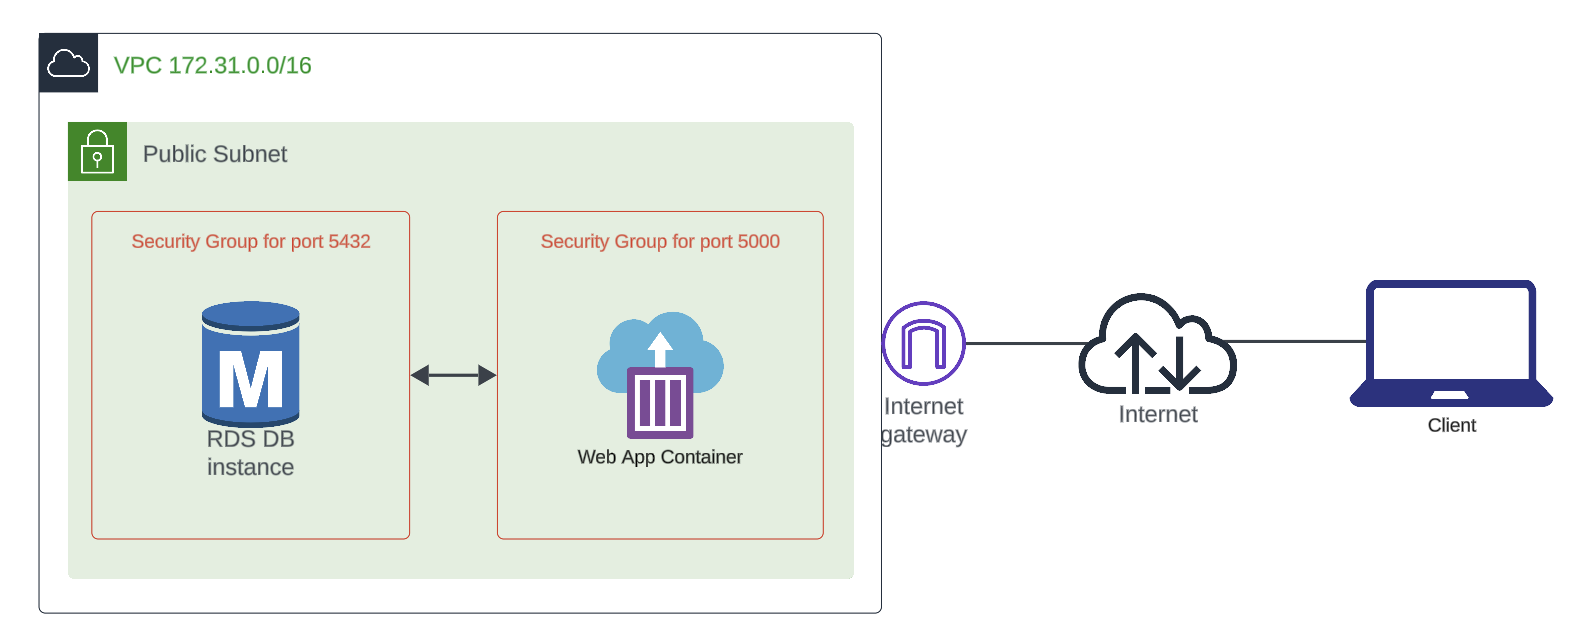 VPC 172.31.0.0/16
Public Subnet
Security Group for port 5432
Security Group for port 5000
M
RDS DB
instance
Web App Container
Internet
gateway
Internet
Client